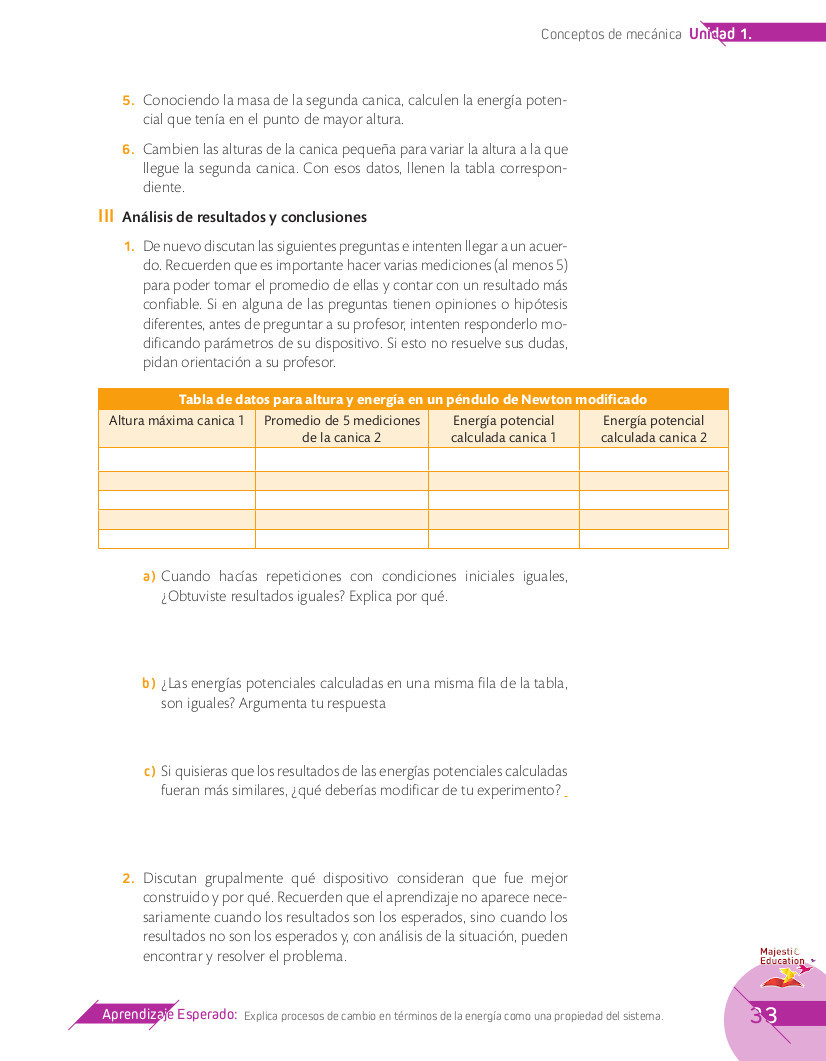 Conceptos de mecánica Unidad 1.
5. Conociendo la masa de la segunda canica, calculen la energía poten-
cial que tenía en el punto de mayor altura.
6. Cambien las alturas de la canica pequeña para variar la altura a la que
llegue la segunda canica. Con esos datos, llenen la tabla correspon-
diente.
III Análisis de resultados y conclusiones
1. De nuevo discutan las siguientes preguntas e intenten llegar a un acuer-
do. Recuerden que es importante hacer varias mediciones (al menos 5)
para poder tomar el promedio de ellas y contar con un resultado más
confiable. Si en alguna de las preguntas tienen opiniones o hipótesis
diferentes, antes de preguntar a su profesor, intenten responderlo mo-
dificando parámetros de su dispositivo. Si esto no resuelve sus dudas,
pidan orientación a su profesor.
Tabla de datos para altura y energía en un péndulo de Newton modificado
Altura máxima canica 1
Promedio de 5 mediciones
de la canica 2
Energía potencial
calculada canica 1
Energía potencial
calculada canica 2
a) Cuando hacías repeticiones con condiciones iniciales iguales,
¿Obtuviste resultados iguales? Explica por qué.
b) ¿Las energías potenciales calculadas en una misma fila de la tabla,
son iguales? Argumenta tu respuesta
c) Si quisieras que los resultados de las energías potenciales calculadas
fueran más similares, ¿qué deberías modificar de tu experimento? _
2. Discutan grupalmente qué dispositivo consideran que fue mejor
construido y por qué. Recuerden que el aprendizaje no aparece nece-
sariamente cuando los resultados son los esperados, sino cuando los
resultados no son los esperados y, con análisis de la situación, pueden
encontrar y resolver el problema.
Majestic
Education
Aprendizaje Esperado: Explica procesos de cambio en términos de la energía como una propiedad del sistema.
33